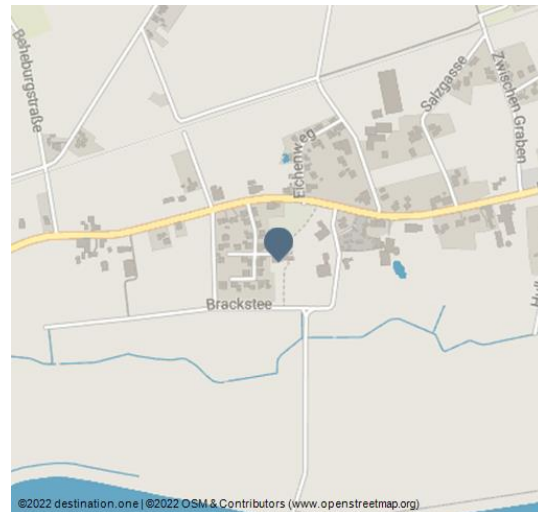 Beheburgstraße
Zwischen Graben
Salzgasse
Eichenweg
Brackstee
©2022 destination.one | ©2022 OSM & Contributors (www.openstreetmap.org)